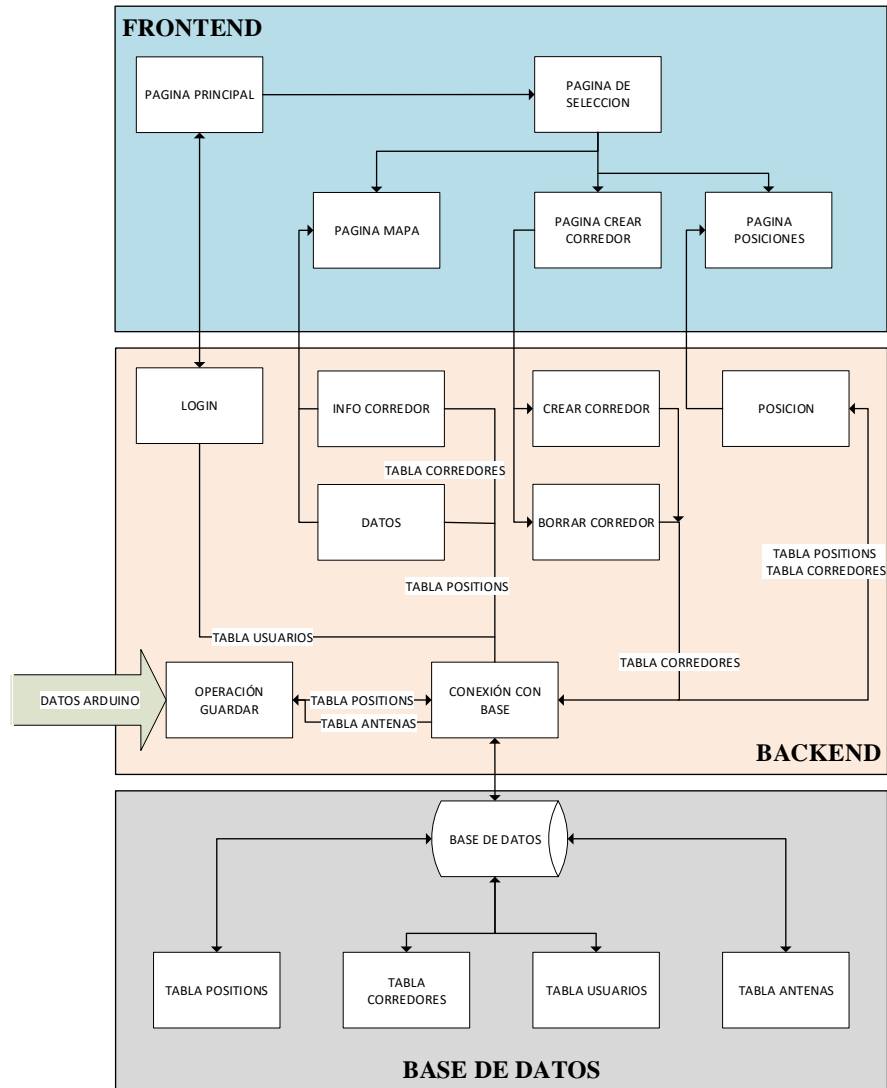 FRONTEND
PAGINA PRINCIPAL
PAGINA DE
SELECCION
PAGINA MAPA
PAGINA CREAR
CORREDOR
PAGINA
POSICIONES
LOGIN
INFO CORREDOR
CREAR CORREDOR
POSICION
TABLA CORREDORES
DATOS
BORRAR CORREDOR
TABLA POSITIONS
TABLA CORREDORES
TABLA POSITIONS
TABLA USUARIOS
TABLA CORREDORES
DATOS ARDUINO
OPERACIÓN
GUARDAR
TABLA POSITIONS
TABLA ANTENAS
CONEXIÓN CON
BASE
BACKEND
BASE DE DATOS
TABLA POSITIONS
TABLA
CORREDORES
TABLA USUARIOS
TABLA ANTENAS
BASE DE DATOS